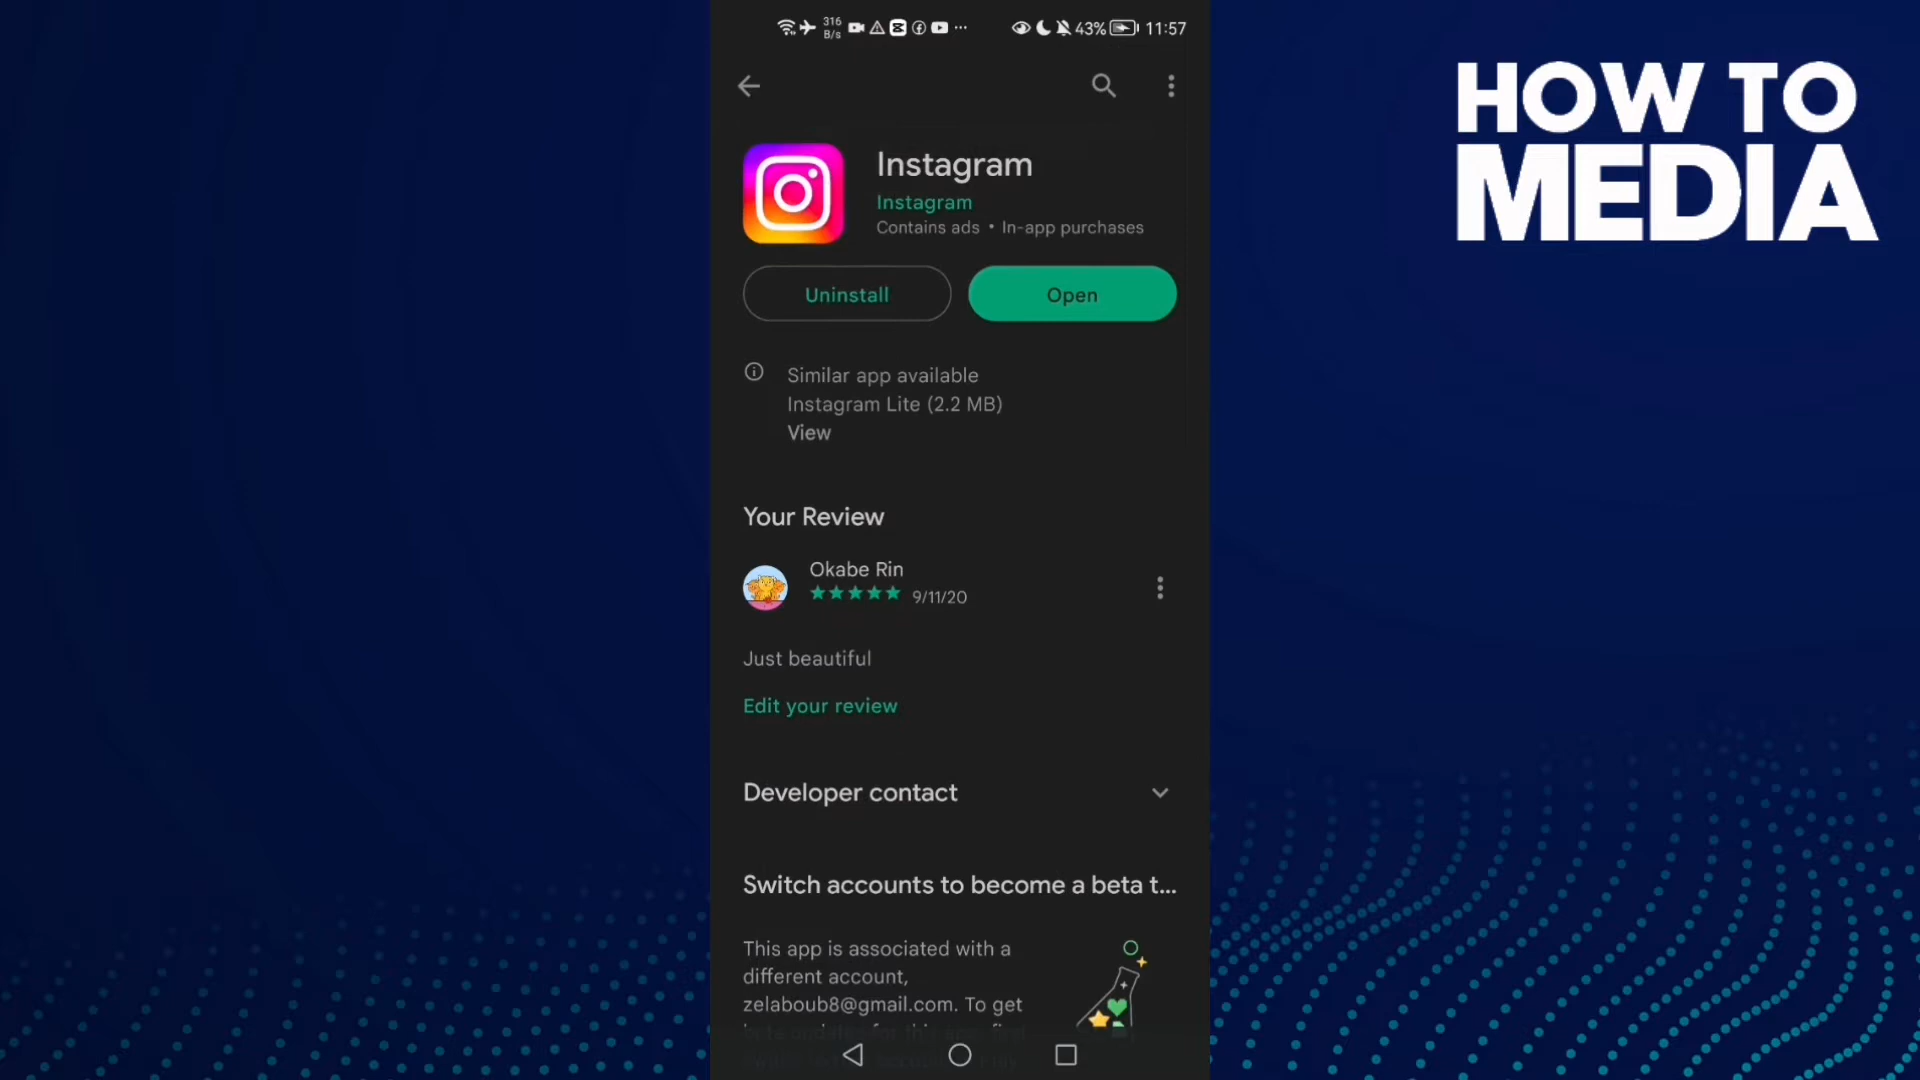 316
B/s
43%
11:57
HOW TO
MEDIA
Instagram
Instagram
Contains ads • In-app purchases
Uninstall
Open
Similar app available
Instagram Lite (2.2 MB)
View
Your Review
Okabe Rin
9/11/20
Just beautiful
Edit your review
Developer contact
Switch accounts to become a beta t...
This app is associated with a
different account,
zelaboub8@gmail.com. To get